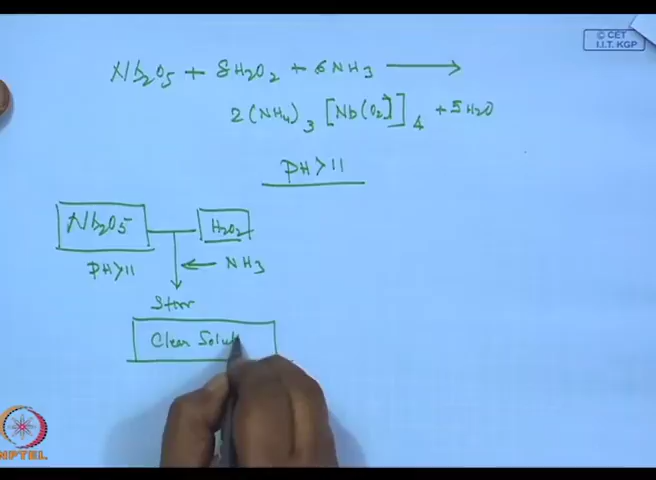 © CET
I.I.T. KGP
Nb2O5 + 8H2O2 + 6NH3 ⟶
2(NH4)3 [Nb(O2)]4 + 5H2O
PH>11
Nb2O5
H2O2
PH>11
NH3
Stirr
Clear Solut
NPTEL